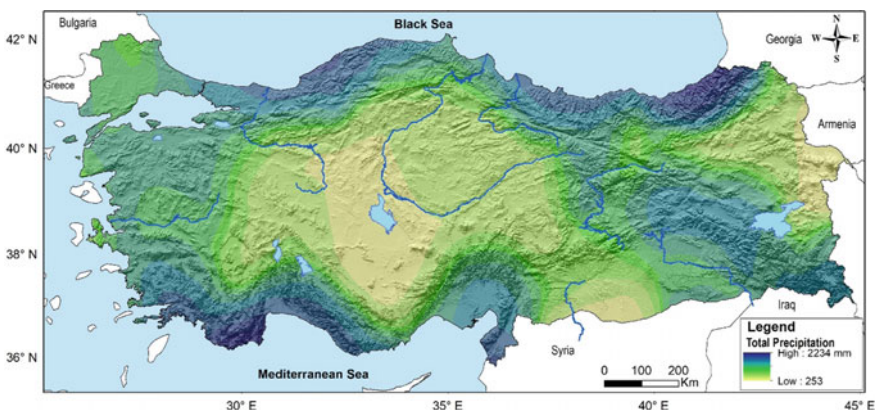 Bulgaria
Black Sea
42° N
Georgia
N
W E
S
Greece
Armenia
40° N
38° N
Iraq
36° N
Syria
Mediterranean Sea
0 100 200
Km
Legend
Total Precipitation
High : 2234 mm
Low : 253
30° E 35° E 40° E 45° E